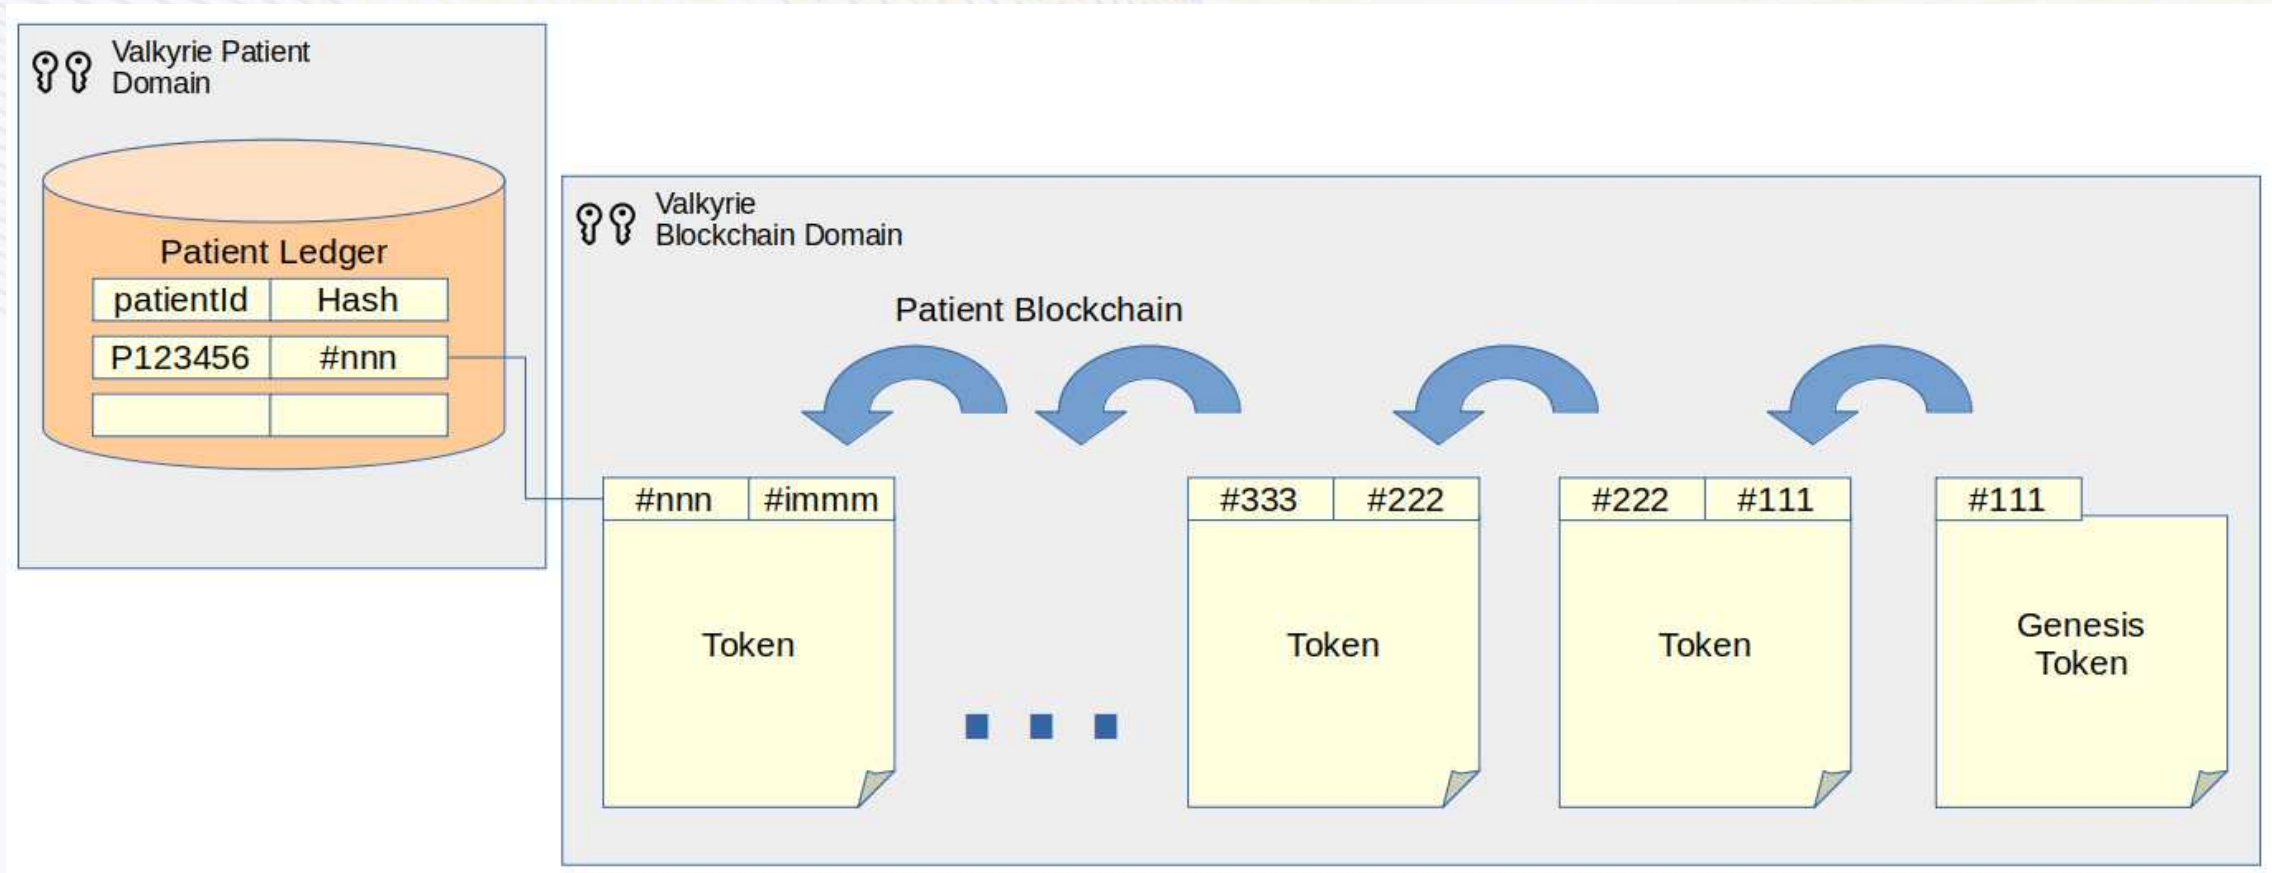 Valkyrie Patient
Domain
Patient Ledger
patientId Hash
P123456 #nnn
Valkyrie
Blockchain Domain
Patient Blockchain
#nnn #immm
Token
#333 #222
Token
#222 #111
Token
#111
Genesis
Token